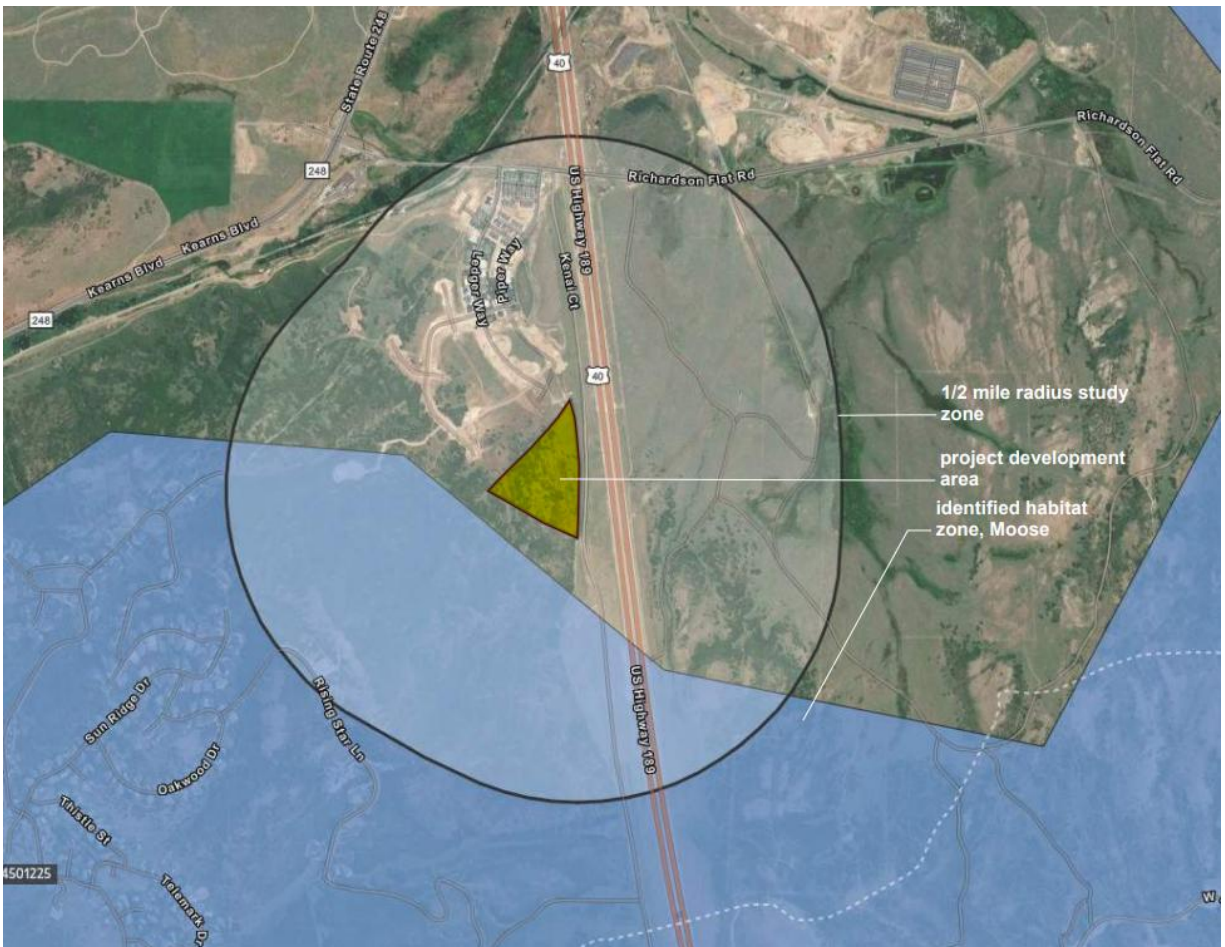 State Route 248
40
248
Richardson Flat Rd
Richardson Flat Rd
Kearns Blvd
Kearns Blvd
248
US Highway 189
Kenai Ct
Piper Way
Ledger Way
40
1/2 mile radius study
zone
project development
area
identified habitat
zone, Moose
US Highway 189
Sun Ridge Dr
Rising Star Ln
Oakwood Dr
Thistle St
4501225
Telemark Dr
W